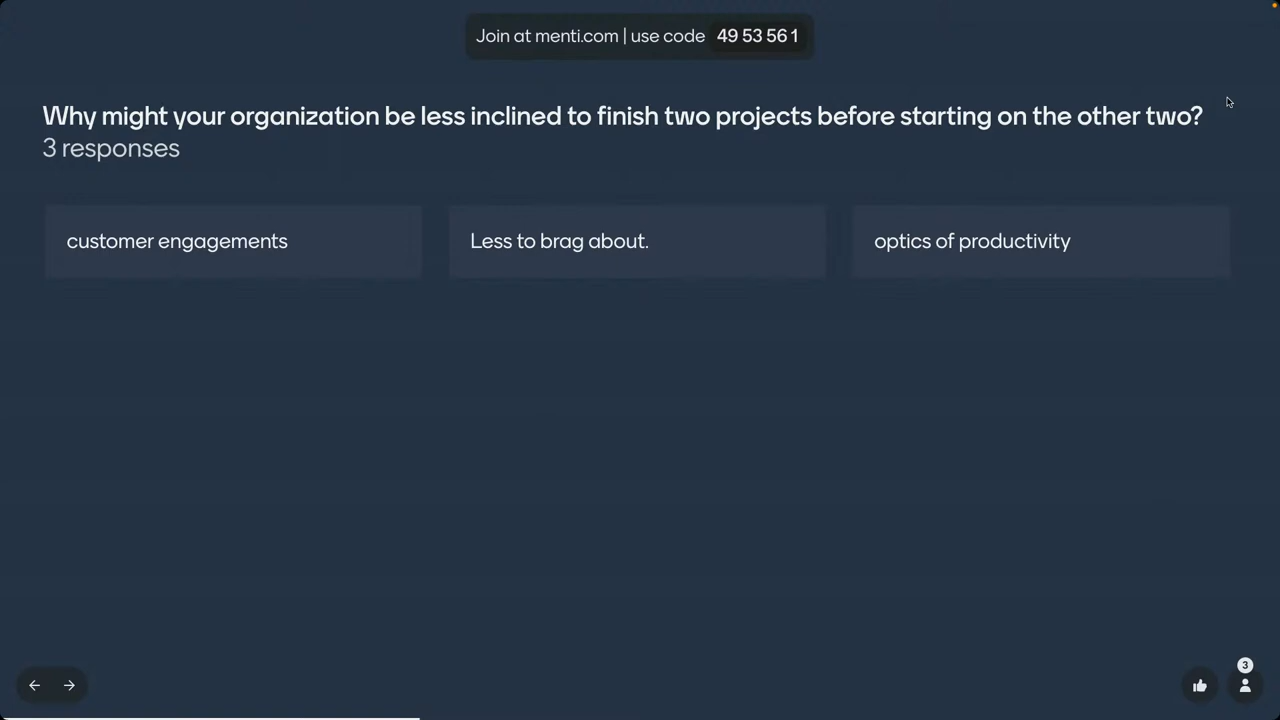 Join at menti.com | use code 49 53 56 1
Why might your organization be less inclined to finish two projects before starting on the other two?
3 responses
customer engagements
Less to brag about.
optics of productivity
3